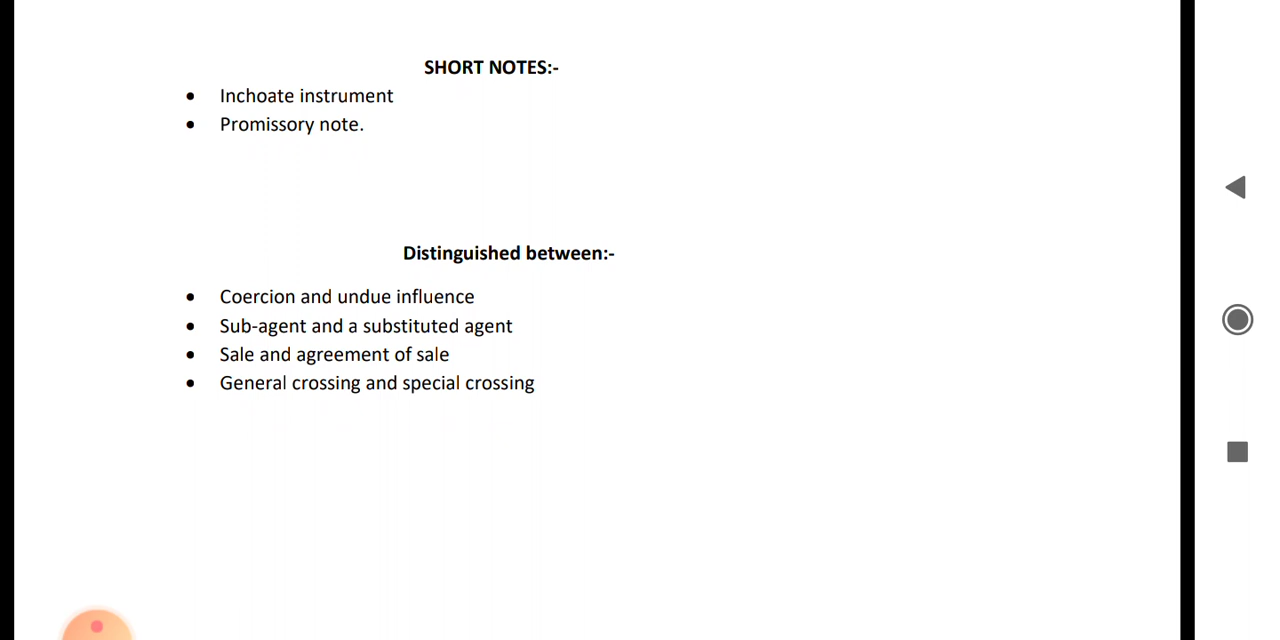 SHORT NOTES:-
• Inchoate instrument
• Promissory note.
Distinguished between:-
• Coercion and undue influence
• Sub-agent and a substituted agent
• Sale and agreement of sale
• General crossing and special crossing